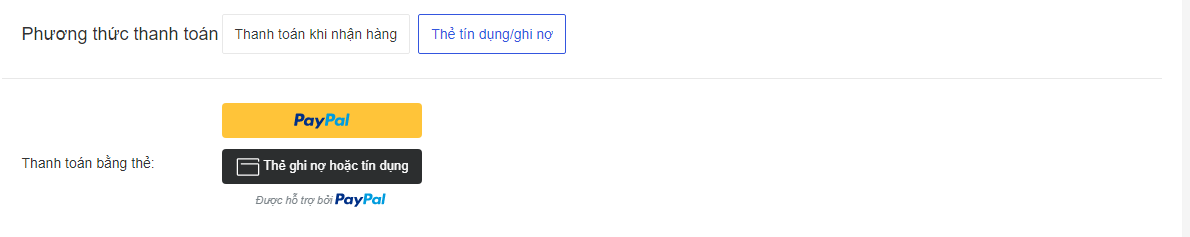 Phương thức thanh toán Thanh toán khi nhận hàng Thẻ tín dụng/ghi nợ
PayPal
Thanh toán bằng thẻ:
Thẻ ghi nợ hoặc tín dụng
Được hỗ trợ bởi PayPal